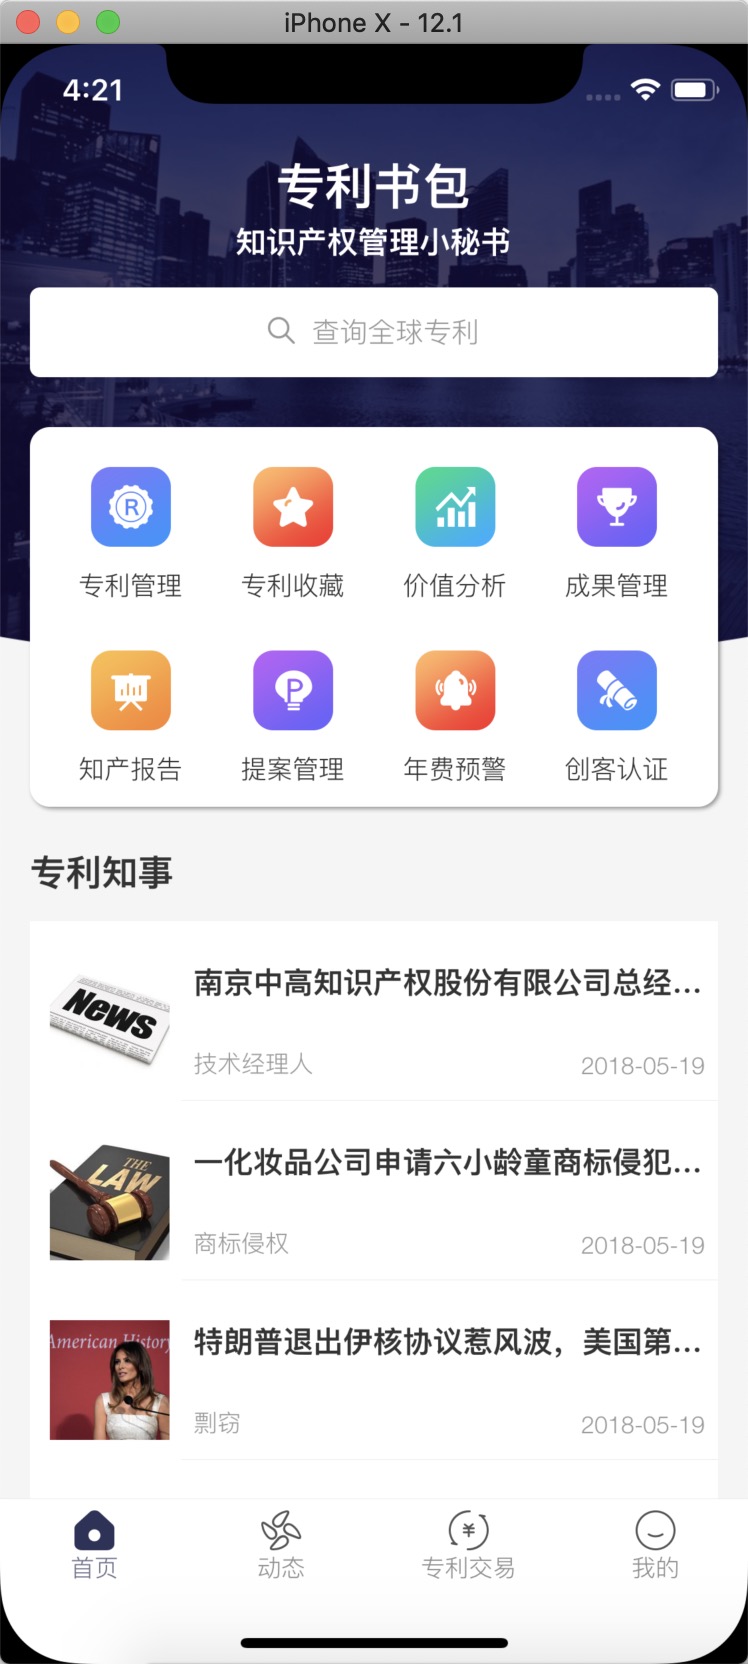 iPhone X - 12.1
4:21
专利书包
知识产权管理小秘书
查询全球专利
R
专利管理
专利收藏
价值分析
成果管理
P
知产报告
提案管理
年费预警
创客认证
专利知事
News
南京中高知识产权股份有限公司总经...
技术经理人
2018-05-19
THE
LAW
一化妆品公司申请六小龄童商标侵犯...
商标侵权
2018-05-19
American History
特朗普退出伊核协议惹风波，美国第...
剽窃
2018-05-19
¥
首页
动态
专利交易
我的